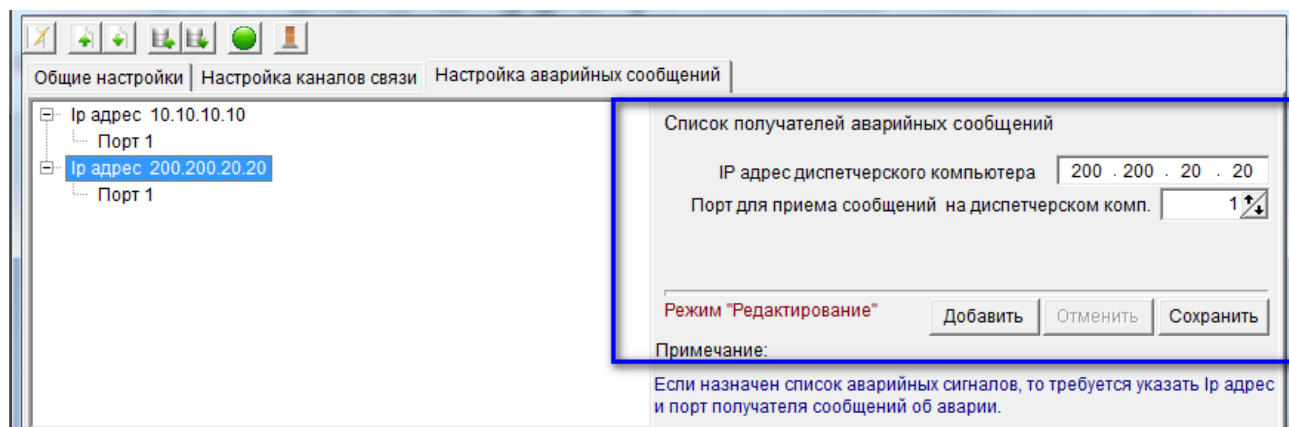 Общие настройки Настройка каналов связи Настройка аварийных сообщений
Ip адрес 10.10.10.10
Порт 1
Ip адрес 200.200.20.20
Порт 1
Список получателей аварийных сообщений
IP адрес диспетчерского компьютера 200 . 200 . 20 . 20
Порт для приема сообщений на диспетчерском комп. 1
Режим "Редактирование" Добавить Отменить Сохранить
Примечание:
Если назначен список аварийных сигналов, то требуется указать Ip адрес
и порт получателя сообщений об аварии.